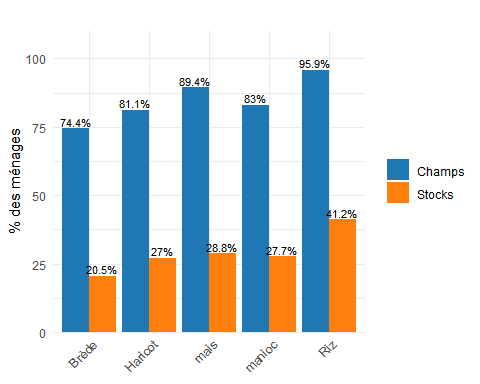 % des ménages
100
75
50
25
0
74.4%
20.5%
81.1%
27%
89.4%
28.8%
83%
27.7%
95.9%
41.2%
Brède
Haricot
mais
manioc
Riz
Champs
Stocks